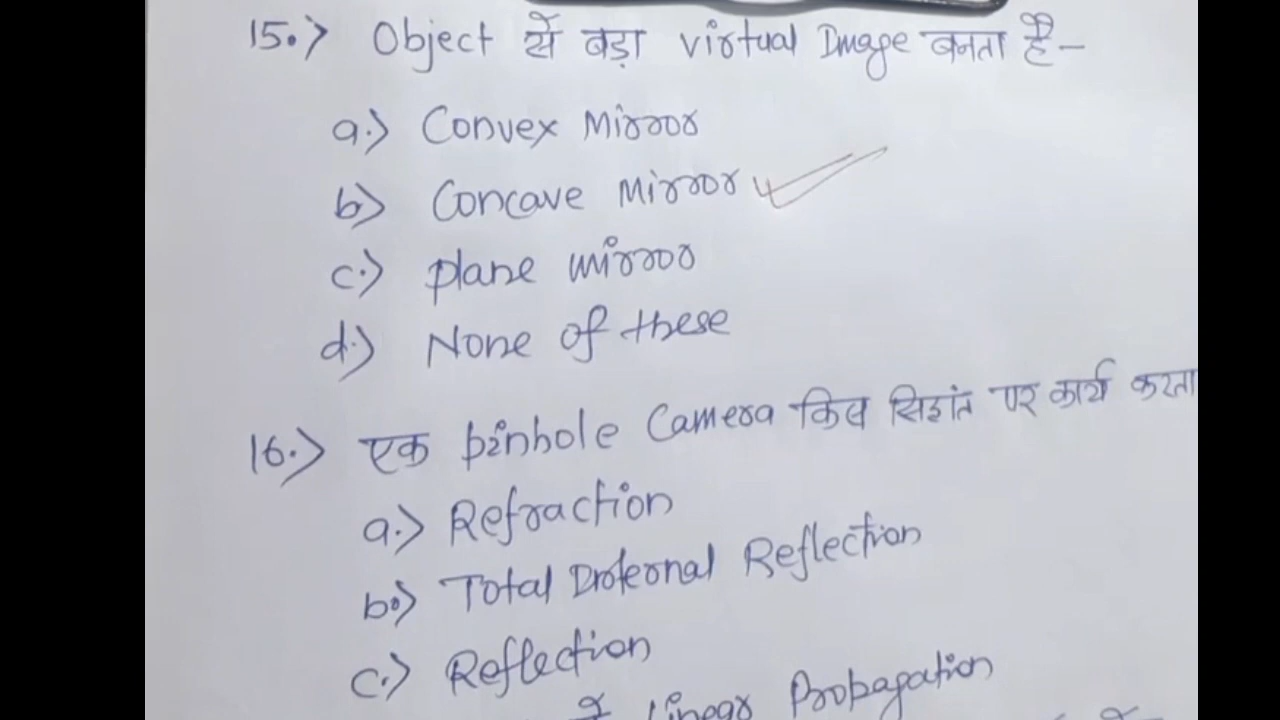 15.> Object से बड़ा virtual Image बनता है-
a.> Convex Mirror
b> Concave Mirror
c.> plane mirror
d.> None of these
16.> एक pinhole Camera किस सिद्धांत पर कार्य करता
a.> Refraction
b.> Total Internal Reflection
c.> Reflection
Linear Propagation